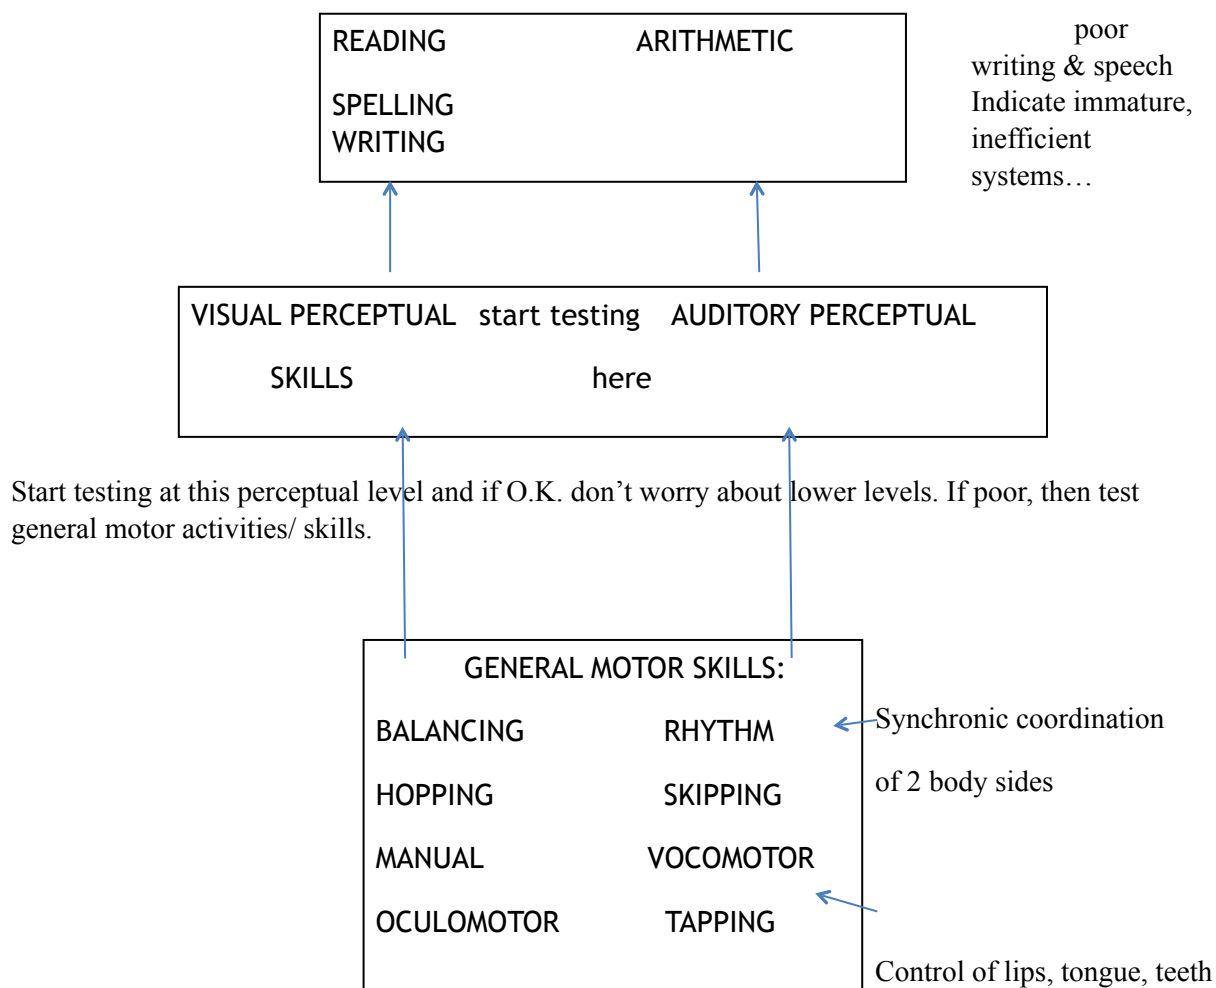 READING ARITHMETIC
SPELLING
WRITING
poor
writing & speech
Indicate immature,
inefficient
systems…
VISUAL PERCEPTUAL start testing AUDITORY PERCEPTUAL
SKILLS here
Start testing at this perceptual level and if O.K. don’t worry about lower levels. If poor, then test
general motor activities/ skills.
GENERAL MOTOR SKILLS:
BALANCING RHYTHM
HOPPING SKIPPING
MANUAL VOCOMOTOR
OCULOMOTOR TAPPING
Synchronic coordination
of 2 body sides
Control of lips, tongue, teeth